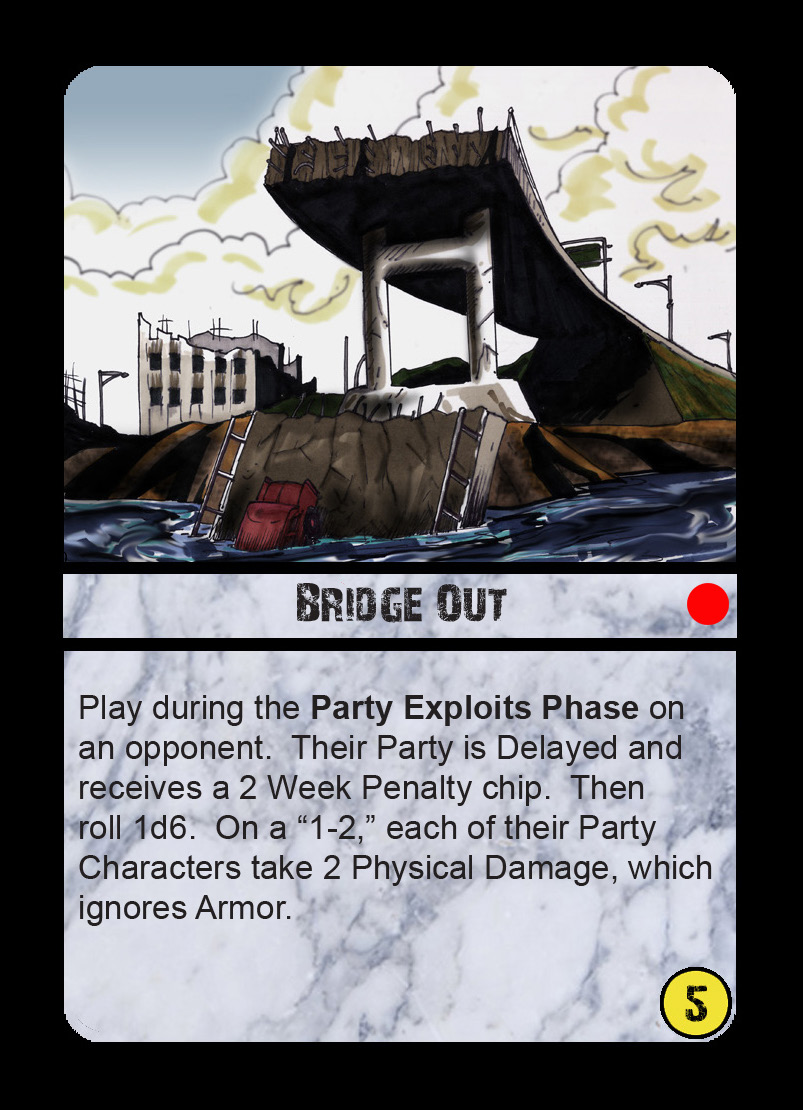 BRIDGE OUT
Play during the Party Exploits Phase on
an opponent.  Their Party is Delayed and
receives a 2 Week Penalty chip.  Then
roll 1d6.  On a “1-2,” each of their Party
Characters take 2 Physical Damage, which
ignores Armor.
5